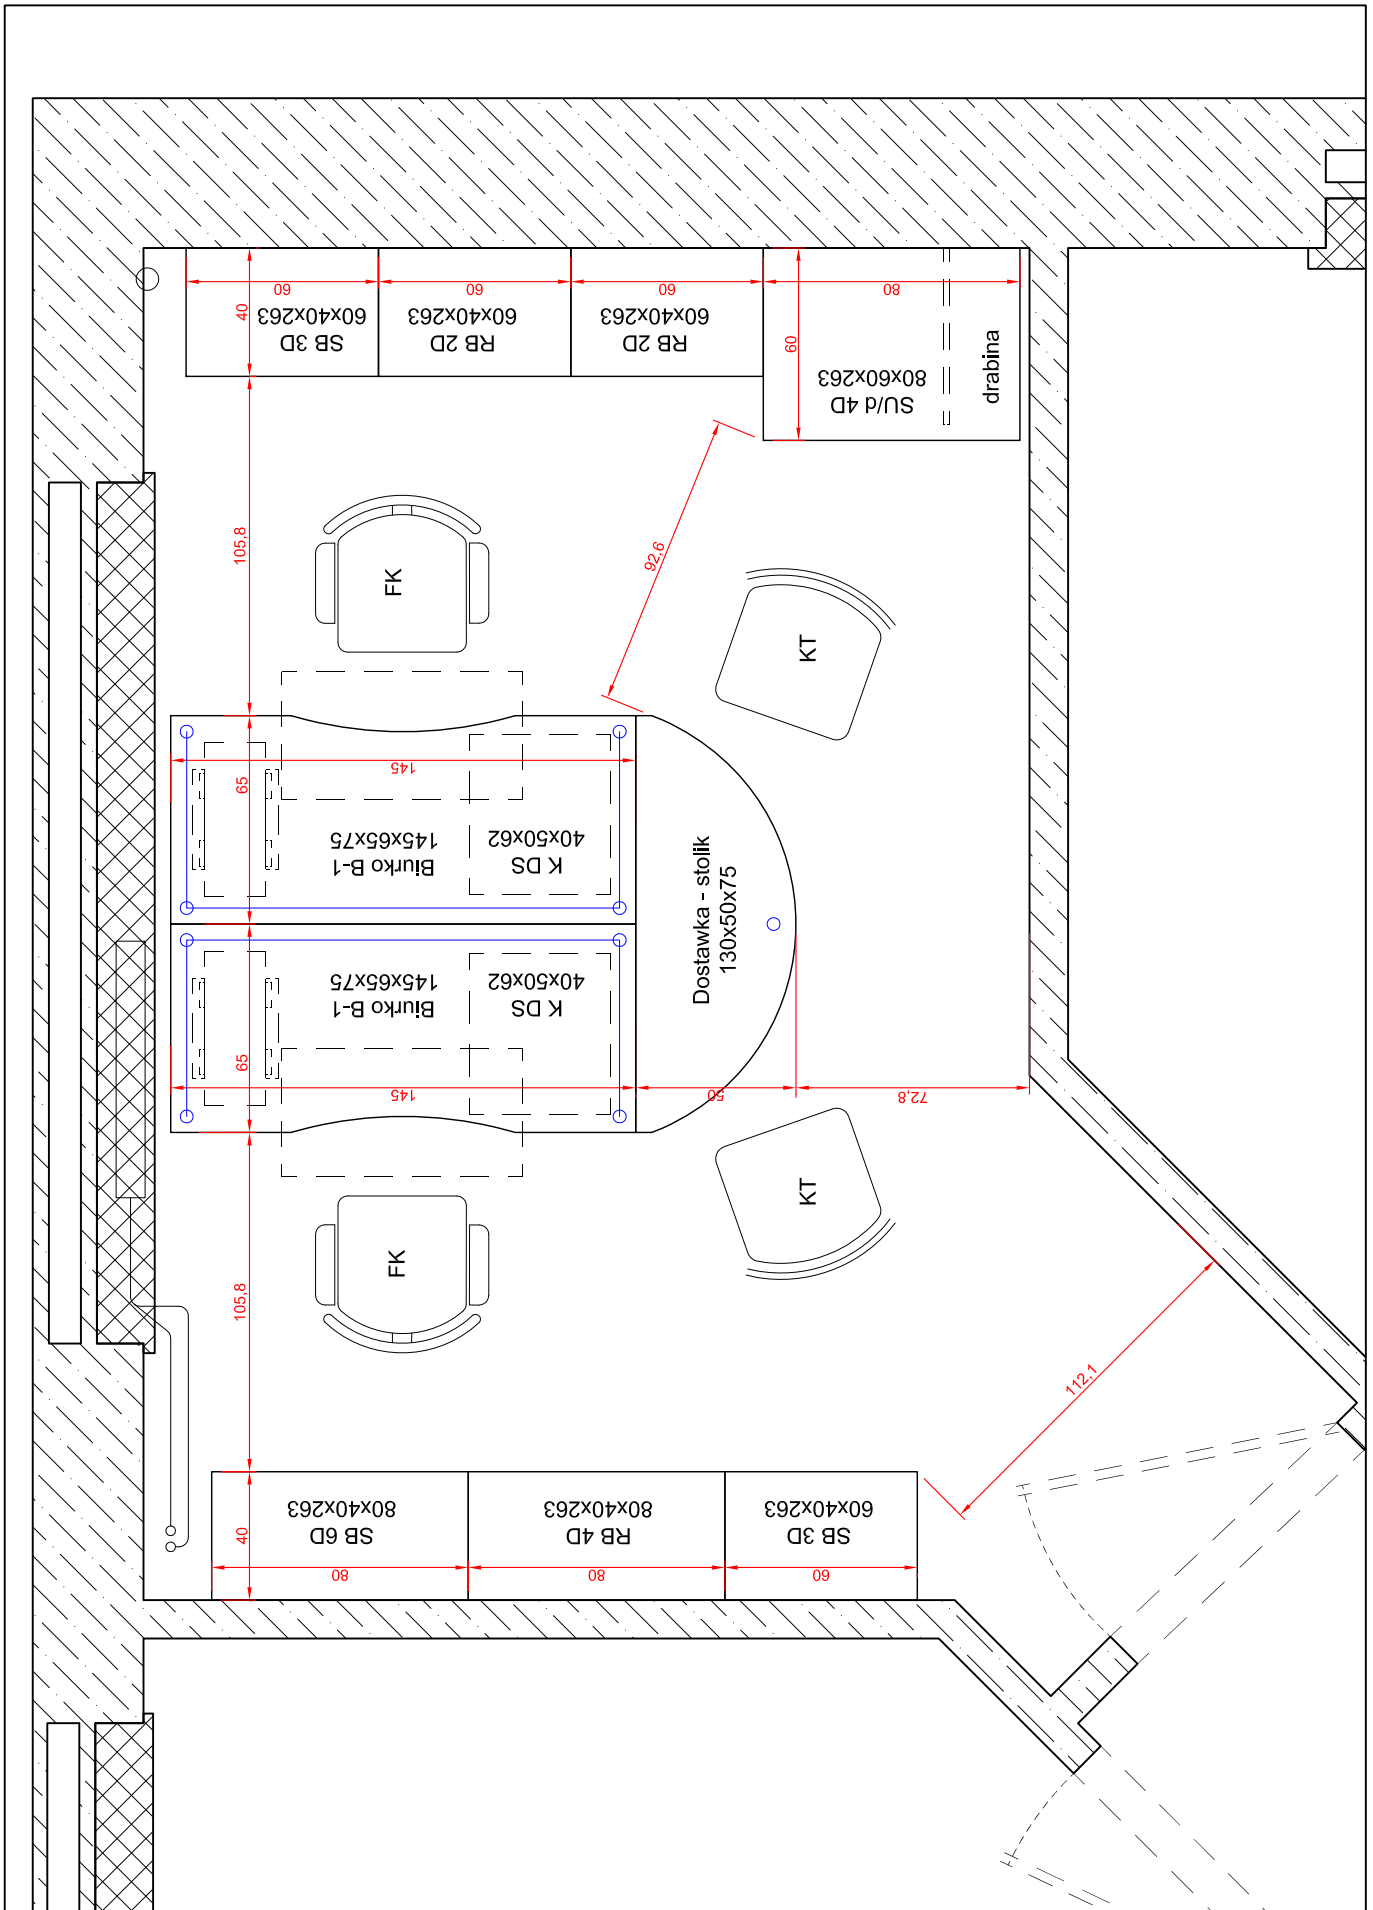 60
60
60
80
40
60x40x263
SB 3D
60x40x263
RB 2D
60x40x263
RB 2D
60
80x60x263
SU/d 4D
drabina
105,8
92,6
FK
KT
145
65
145x65x75
Biurko B-1
40x50x62
K DS
Dostawka - stolik
130x50x75
145x65x75
Biurko B-1
40x50x62
K DS
65
145
50
72,8
KT
FK
105,8
112,1
40
80x40x263
SB 6D
80x40x263
RB 4D
60x40x263
SB 3D
80
80
60